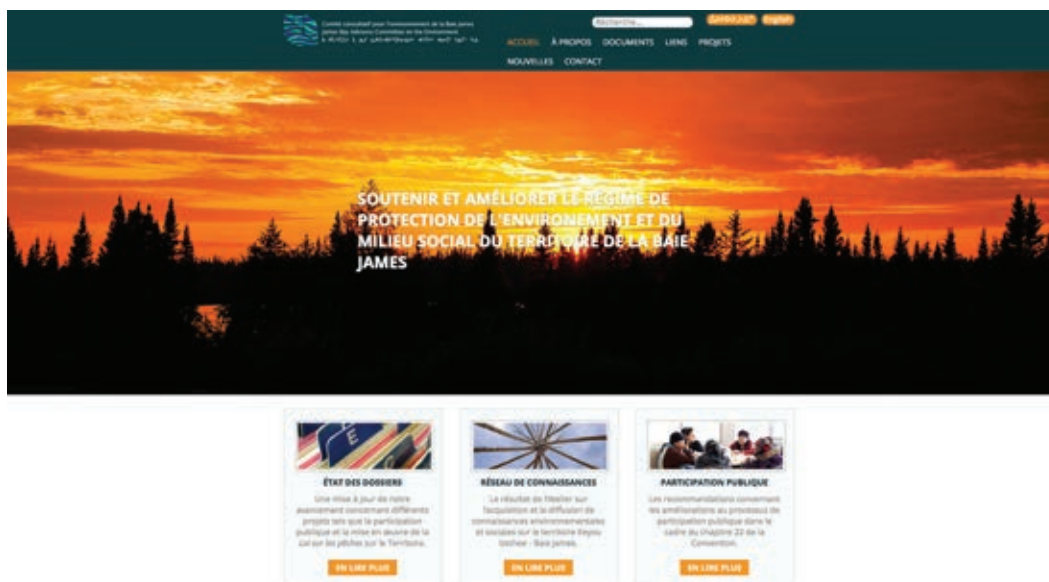 Comité consultatif pour l'environnement de la Baie James
James Bay Advisory Committee on the Environment
Recherche...
English
ACCUEIL À PROPOS DOCUMENTS LIENS PROJETS
NOUVELLES CONTACT
SOUTENIR ET AMÉLIORER LE RÉGIME DE
PROTECTION DE L'ENVIRONEMENT ET DU
MILIEU SOCIAL DU TERRITOIRE DE LA BAIE
JAMES
ÉTAT DES DOSSIERS
Une mise à jour de notre
avancement concernant différents
projets tels que la participation
publique et la mise en œuvre de la
Loi sur les pêches sur le Territoire.
EN LIRE PLUS
RÉSEAU DE CONNAISSANCES
Le résultat de l'atelier sur
l'acquisition et la diffusion de
connaissances environnementales
et sociales sur le territoire Eeyou
Istchee - Baie James.
EN LIRE PLUS
PARTICIPATION PUBLIQUE
Les recommandations concernant
les améliorations au processus de
participation publique dans le
cadre du chapitre 22 de la
Convention.
EN LIRE PLUS